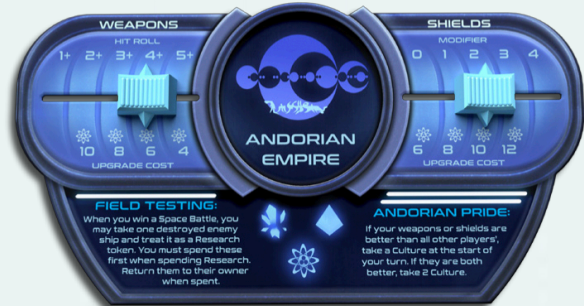 WEAPONS
HIT ROLL
1+ 2+ 3+ 4+ 5+
10 8 6 4
UPGRADE COST
ANDORIAN
EMPIRE
SHIELDS
MODIFIER
0 1 2 3 4
6 8 10 12
UPGRADE COST
FIELD TESTING:
When you win a Space Battle, you
may take one destroyed enemy
ship and treat it as a Research
token. You must spend these
first when spending Research.
Return them to their owner
when spent.
ANDORIAN PRIDE:
If your weapons or shields are
better than all other players',
take a Culture at the start of
your turn. If they are both
better, take 2 Culture.